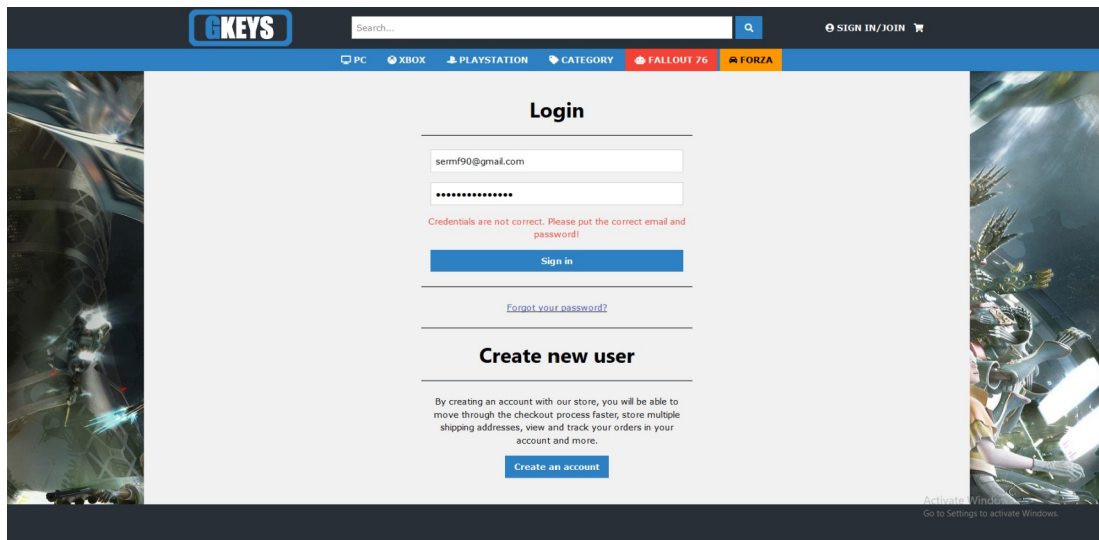 GKEYS
Search...
SIGN IN/JOIN
PC XBOX PLAYSTATION CATEGORY FALLOUT 76 FORZA
Login
sermf90@gmail.com
•••••••••••••••
Credentials are not correct. Please put the correct email and
password!
Sign in
Forgot your password?
Create new user
By creating an account with our store, you will be able to
move through the checkout process faster, store multiple
shipping addresses, view and track your orders in your
account and more.
Create an account
Activate Windows
Go to Settings to activate Windows.